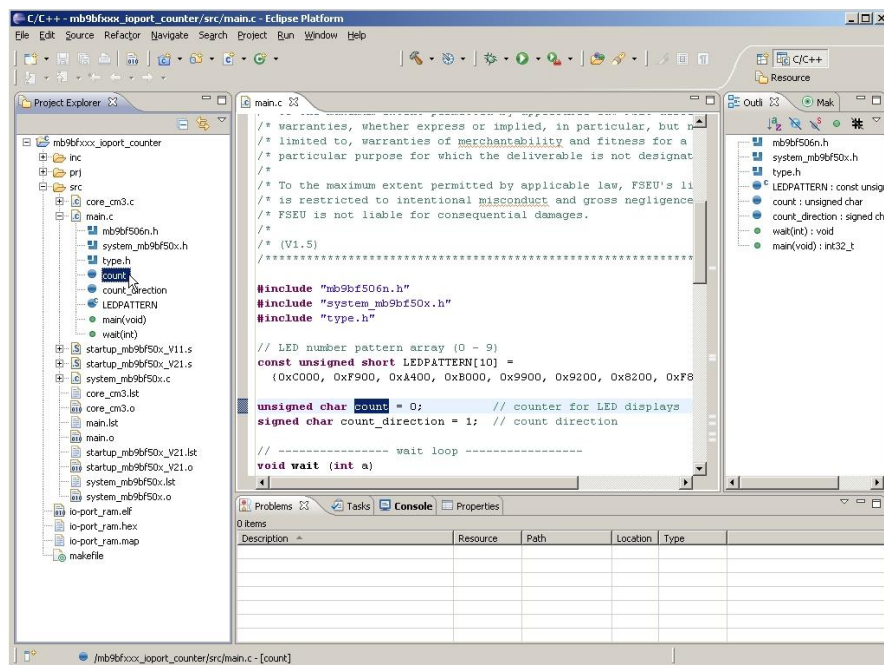 C/C++ - mb9bfxxx_ioport_counter/src/main.c - Eclipse Platform
File Edit Source Refactor Navigate Search Project Run Window Help
C/C++
Resource
Project Explorer
main.c
Outli
Mak
mb9bfxxx_ioport_counter
inc
prj
src
core_cm3.c
main.c
mb9bf506n.h
system_mb9bf50x.h
type.h
count
count_direction
LEDPATTERN
main(void)
wait(int)
startup_mb9bf50x_V11.s
startup_mb9bf50x_V21.s
system_mb9bf50x.c
core_cm3.lst
core_cm3.o
main.lst
main.o
startup_mb9bf50x_V21.lst
startup_mb9bf50x_V21.o
system_mb9bf50x.lst
system_mb9bf50x.o
io-port_ram.elf
io-port_ram.hex
io-port_ram.map
makefile
/* warranties, whether express or implied, in particular, but n
/* limited to, warranties of merchantability and fitness for a
/* particular purpose for which the deliverable is not designat
/*
/* To the maximum extent permitted by applicable law, FSEU's li
/* is restricted to intentional misconduct and gross negligence
/* FSEU is not liable for consequential damages.
/*
/* (V1.5)
/*****************************************************************
#include "mb9bf506n.h"
#include "system_mb9bf50x.h"
#include "type.h"
// LED number pattern array (0 - 9)
const unsigned short LEDPATTERN[10] =
{0xC000, 0xF900, 0xA400, 0xB000, 0x9900, 0x9200, 0x8200, 0xF8
unsigned char count = 0; // counter for LED displays
signed char count_direction = 1; // count direction
// ---------------- wait loop -----------------
void wait (int a)
mb9bf506n.h
system_mb9bf50x.h
type.h
LEDPATTERN : const unsig
count : unsigned char
count_direction : signed ch
wait(int) : void
main(void) : int32_t
Problems Tasks Console Properties
0 items
Description Resource Path Location Type
/mb9bfxxx_ioport_counter/src/main.c - [count]